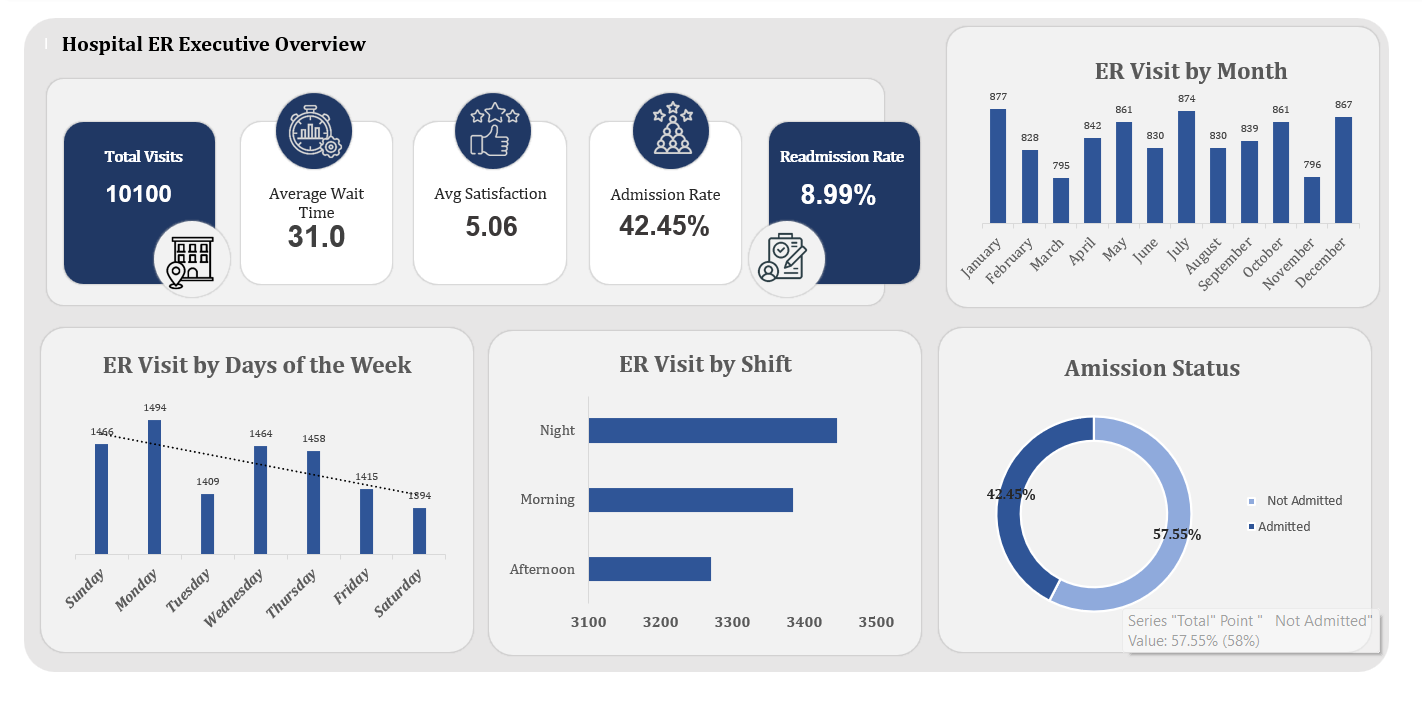 Hospital ER Executive Overview
Total Visits
10100
Average Wait
Time
31.0
Avg Satisfaction
5.06
Admission Rate
42.45%
Readmission Rate
8.99%
ER Visit by Month
877
828
795
842
861
830
874
830
839
861
796
867
January
February
March
April
May
June
July
August
September
October
November
December
ER Visit by Days of the Week
1466
1494
1409
1464
1458
1415
1394
Sunday
Monday
Tuesday
Wednesday
Thursday
Friday
Saturday
ER Visit by Shift
Night
Morning
Afternoon
3100 3200 3300 3400 3500
Amission Status
42.45%
57.55%
Not Admitted
Admitted
Series "Total" Point " Not Admitted"
Value: 57.55% (58%)